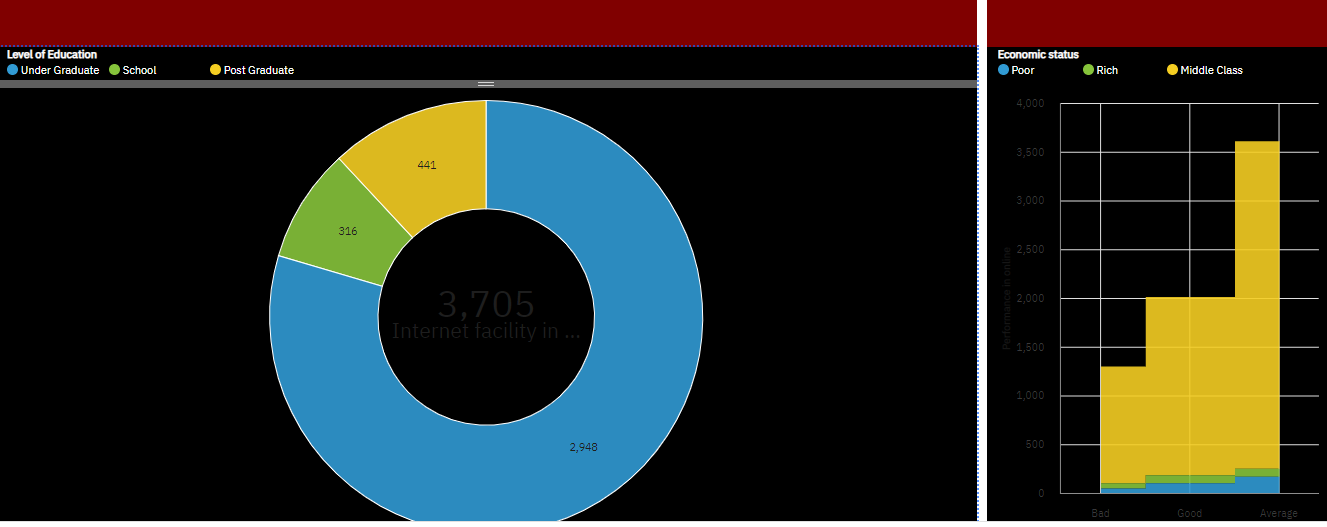 Level of Education
Under Graduate School Post Graduate
441
316
3,705
Internet facility in ...
2,948
Economic status
Poor Rich Middle Class
4,000
3,500
3,000
2,500
2,000
1,500
1,000
500
0
Performance in online
Bad Good Average